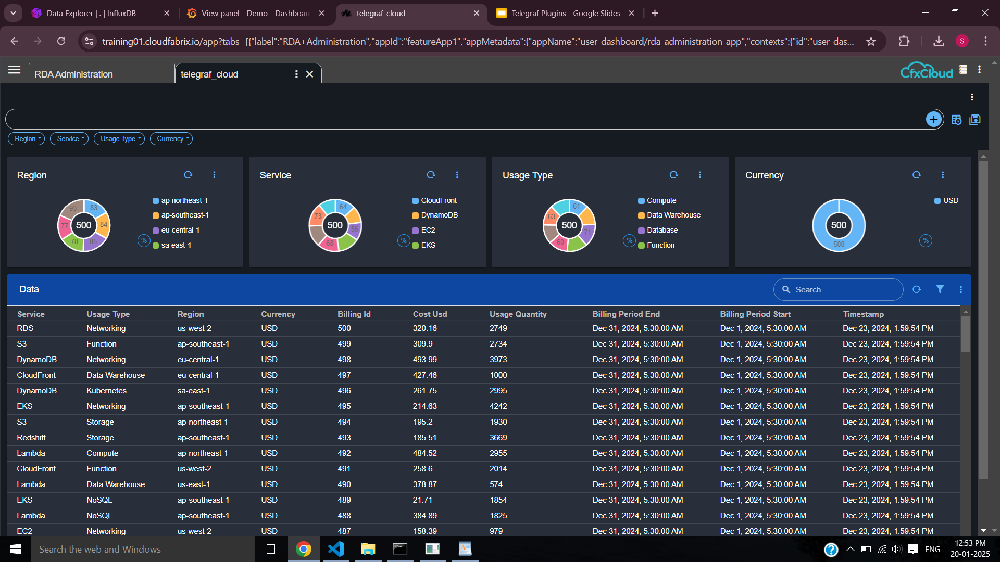 Data Explorer | . | InfluxDB
View panel - Demo - Dashboard
telegraf_cloud
Telegraf Plugins - Google Slides
training01.cloudfabrix.io/app?tabs=[{"label":"RDA+Administration","appId":"featureApp1","appMetadata":{"appName":"user-dashboard/rda-administration-app","contexts":{"id":"user-das...
S
RDA Administration
telegraf_cloud
CfxCloud
Region
Service
Usage Type
Currency
Region
93
83
84
85
78
77
500
%
ap-northeast-1
ap-southeast-1
eu-central-1
sa-east-1
Service
64
56
68
73
500
%
CloudFront
DynamoDB
EC2
EKS
Usage Type
61
71
60
63
500
%
Compute
Data Warehouse
Database
Function
Currency
500
500
%
USD
Data
Search
Service Usage Type Region Currency Billing Id Cost Usd Usage Quantity Billing Period End Billing Period Start Timestamp
RDS Networking us-west-2 USD 500 320.16 2749 Dec 31, 2024, 5:30:00 AM Dec 1, 2024, 5:30:00 AM Dec 23, 2024, 1:59:54 PM
S3 Function ap-southeast-1 USD 499 309.9 2734 Dec 31, 2024, 5:30:00 AM Dec 1, 2024, 5:30:00 AM Dec 23, 2024, 1:59:54 PM
DynamoDB Networking eu-central-1 USD 498 493.99 3973 Dec 31, 2024, 5:30:00 AM Dec 1, 2024, 5:30:00 AM Dec 23, 2024, 1:59:54 PM
CloudFront Data Warehouse eu-central-1 USD 497 427.46 1000 Dec 31, 2024, 5:30:00 AM Dec 1, 2024, 5:30:00 AM Dec 23, 2024, 1:59:54 PM
DynamoDB Kubernetes sa-east-1 USD 496 261.75 2995 Dec 31, 2024, 5:30:00 AM Dec 1, 2024, 5:30:00 AM Dec 23, 2024, 1:59:54 PM
EKS Networking ap-southeast-1 USD 495 214.63 4242 Dec 31, 2024, 5:30:00 AM Dec 1, 2024, 5:30:00 AM Dec 23, 2024, 1:59:54 PM
S3 Storage ap-northeast-1 USD 494 195.2 1930 Dec 31, 2024, 5:30:00 AM Dec 1, 2024, 5:30:00 AM Dec 23, 2024, 1:59:54 PM
Redshift Storage ap-southeast-1 USD 493 185.51 3669 Dec 31, 2024, 5:30:00 AM Dec 1, 2024, 5:30:00 AM Dec 23, 2024, 1:59:54 PM
Lambda Compute ap-northeast-1 USD 492 484.52 2955 Dec 31, 2024, 5:30:00 AM Dec 1, 2024, 5:30:00 AM Dec 23, 2024, 1:59:54 PM
CloudFront Function us-west-2 USD 491 258.6 2014 Dec 31, 2024, 5:30:00 AM Dec 1, 2024, 5:30:00 AM Dec 23, 2024, 1:59:54 PM
Lambda Data Warehouse us-east-1 USD 490 378.87 574 Dec 31, 2024, 5:30:00 AM Dec 1, 2024, 5:30:00 AM Dec 23, 2024, 1:59:54 PM
EKS NoSQL ap-southeast-1 USD 489 21.71 1854 Dec 31, 2024, 5:30:00 AM Dec 1, 2024, 5:30:00 AM Dec 23, 2024, 1:59:54 PM
Lambda NoSQL ap-southeast-1 USD 488 384.89 1825 Dec 31, 2024, 5:30:00 AM Dec 1, 2024, 5:30:00 AM Dec 23, 2024, 1:59:54 PM
EC2 Networking us-west-2 USD 487 158.39 979 Dec 31, 2024, 5:30:00 AM Dec 1, 2024, 5:30:00 AM Dec 23, 2024, 1:59:54 PM
Search the web and Windows
ENG
12:53 PM
20-01-2025